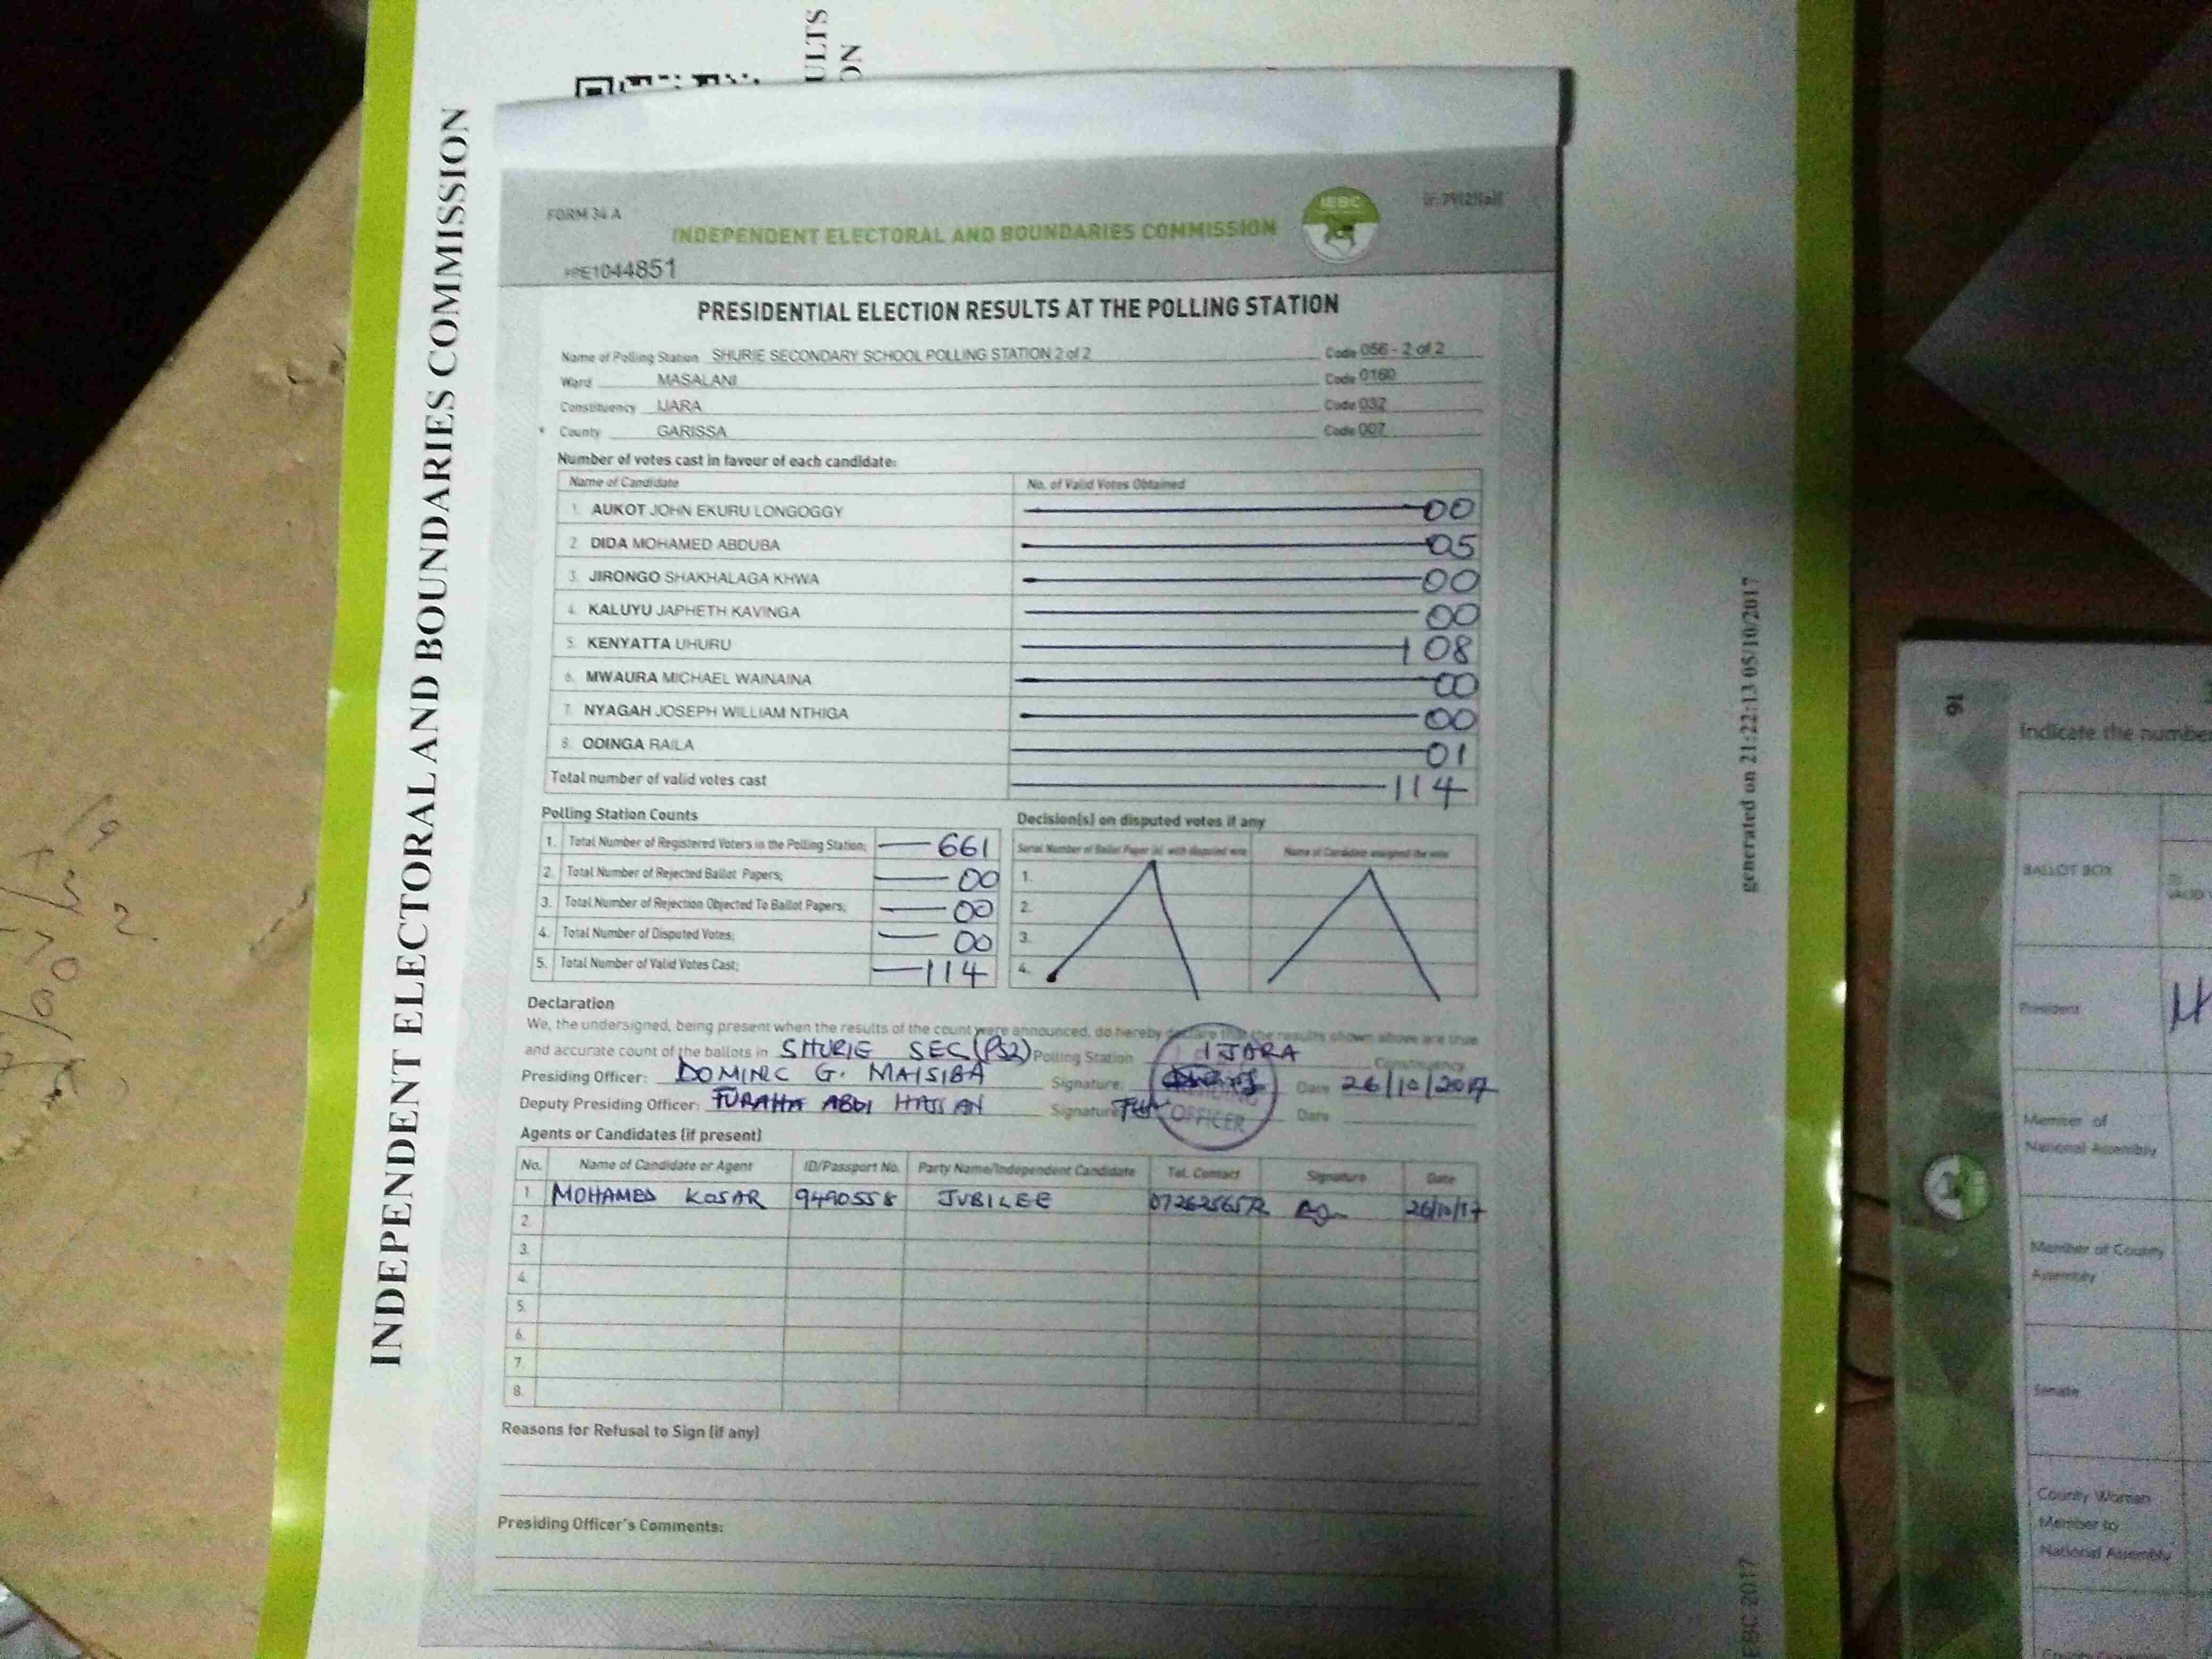 INDEPENDENT ELECTORAL AND BOUNDARIES COMMISSION
ULTS
ON
FORM 34 A
INDEPENDENT ELECTORAL AND BOUNDARIES COMMISSION
IEBC
#PE1044851
PRESIDENTIAL ELECTION RESULTS AT THE POLLING STATION
Name of Polling Station SHURIE SECONDARY SCHOOL POLLING STATION 2 of 2 Code 056 - 2 of 2
Ward MASALANI Code 0160
Constituency IJARA Code 032
County GARISSA Code 007
Number of votes cast in favour of each candidate:
Name of Candidate No. of Valid Votes Obtained
1. AUKOT JOHN EKURU LONGOGGY 00
2. DIDA MOHAMED ABDUBA 05
3. JIRONGO SHAKHALAGA KHWA 00
4. KALUYU JAPHETH KAVINGA 00
5. KENYATTA UHURU 108
6. MWAURA MICHAEL WAINAINA 00
7. NYAGAH JOSEPH WILLIAM NTHIGA 00
8. ODINGA RAILA 01
Total number of valid votes cast 114
Polling Station Counts
1. Total Number of Registered Voters in the Polling Station; 661
2. Total Number of Rejected Ballot Papers; 00
3. Total Number of Rejection Objected To Ballot Papers; 00
4. Total Number of Disputed Votes; 00
5. Total Number of Valid Votes Cast; 114
Decision(s) on disputed votes if any
Serial Number of Ballot Paper (s) with disputed vote Name of Candidate assigned the vote
1.
2.
3.
4.
Declaration
We, the undersigned, being present when the results of the count were announced, do hereby declare that the results shown above are true
and accurate count of the ballots in SHURIE SEC (PS2) Polling Station IJARA Constituency
Presiding Officer: DOMINIC G. MAISIBA Signature: Date 26/10/2017
Deputy Presiding Officer: FURAHA ABDI HASSAN Signature Date
OFFICER
Agents or Candidates (if present)
No. Name of Candidate or Agent ID/Passport No. Party Name/Independent Candidate Tel. Contact Signature Date
1. MOHAMED KOSAR 9490558 JUBILEE 26/10/17
2.
3.
4.
5.
6.
7.
8.
Reasons for Refusal to Sign (if any)
Presiding Officer's Comments:
generated on 21:22:13 05/10/2017
IEBC 2017
16
Indicate the number
BALLOT BOX
President
Member of
National Assembly
Member of County
Assembly
Senate
County Woman
Member to
National Assembly